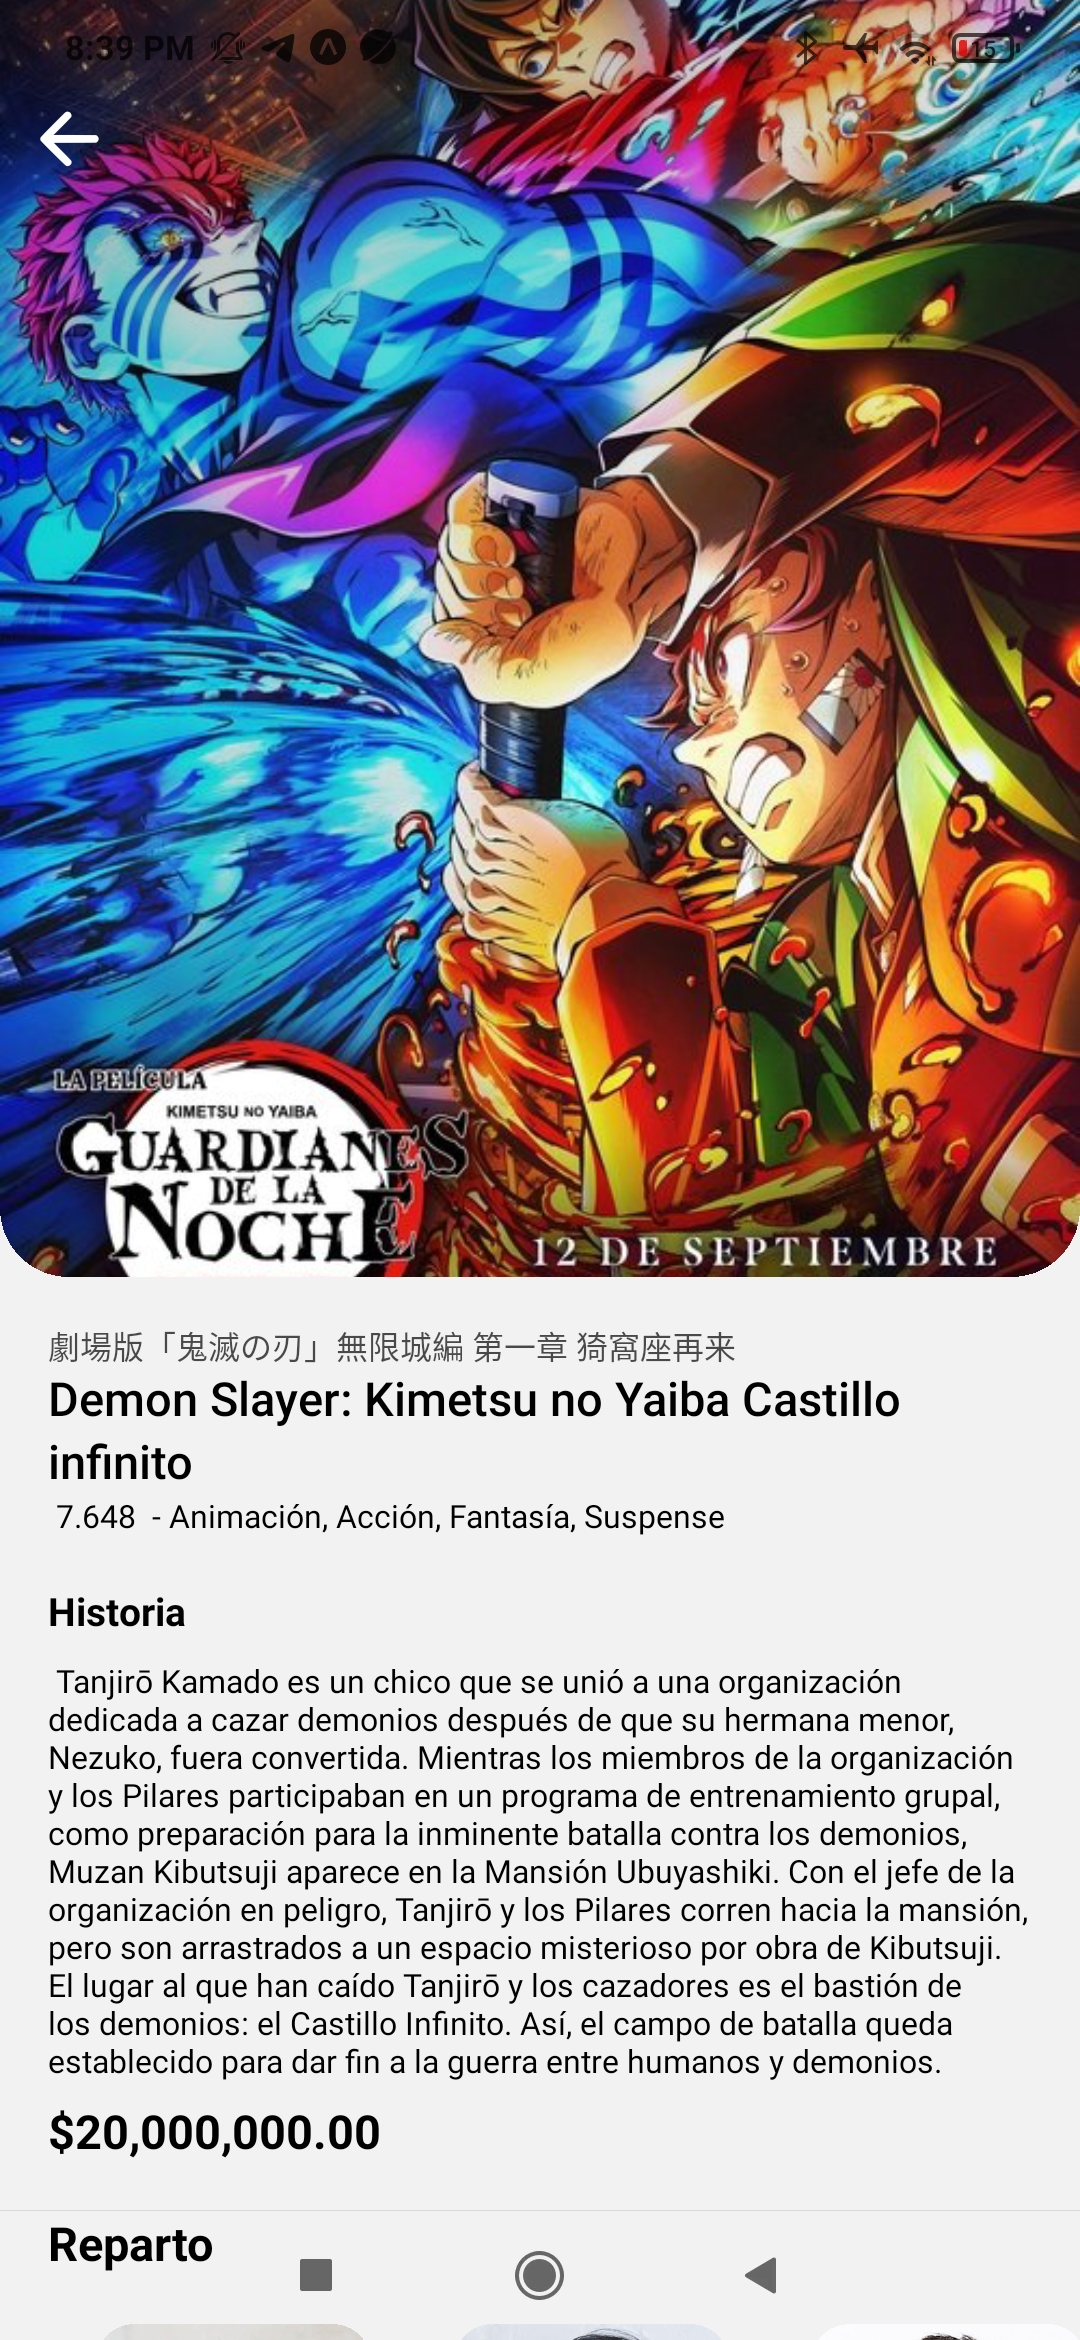 8:39 PM
15
LA PELÍCULA
KIMETSU NO YAIBA
GUARDIANES
DE LA
NOCHE
12 DE SEPTIEMBRE
劇場版「鬼滅の刃」無限城編 第一章 猗窩座再来
Demon Slayer: Kimetsu no Yaiba Castillo
infinito
7.648 - Animación, Acción, Fantasía, Suspense
Historia
Tanjirō Kamado es un chico que se unió a una organización
dedicada a cazar demonios después de que su hermana menor,
Nezuko, fuera convertida. Mientras los miembros de la organización
y los Pilares participaban en un programa de entrenamiento grupal,
como preparación para la inminente batalla contra los demonios,
Muzan Kibutsuji aparece en la Mansión Ubuyashiki. Con el jefe de la
organización en peligro, Tanjirō y los Pilares corren hacia la mansión,
pero son arrastrados a un espacio misterioso por obra de Kibutsuji.
El lugar al que han caído Tanjirō y los cazadores es el bastión de
los demonios: el Castillo Infinito. Así, el campo de batalla queda
establecido para dar fin a la guerra entre humanos y demonios.
$20,000,000.00
Reparto